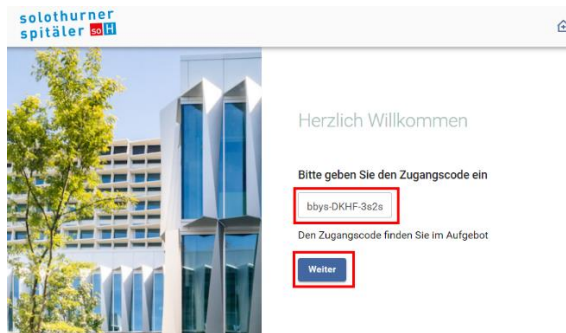 solothurner
spitäler soH
Herzlich Willkommen
Bitte geben Sie den Zugangscode ein
bbys-DKHF-3s2s
Den Zugangscode finden Sie im Aufgebot
Weiter